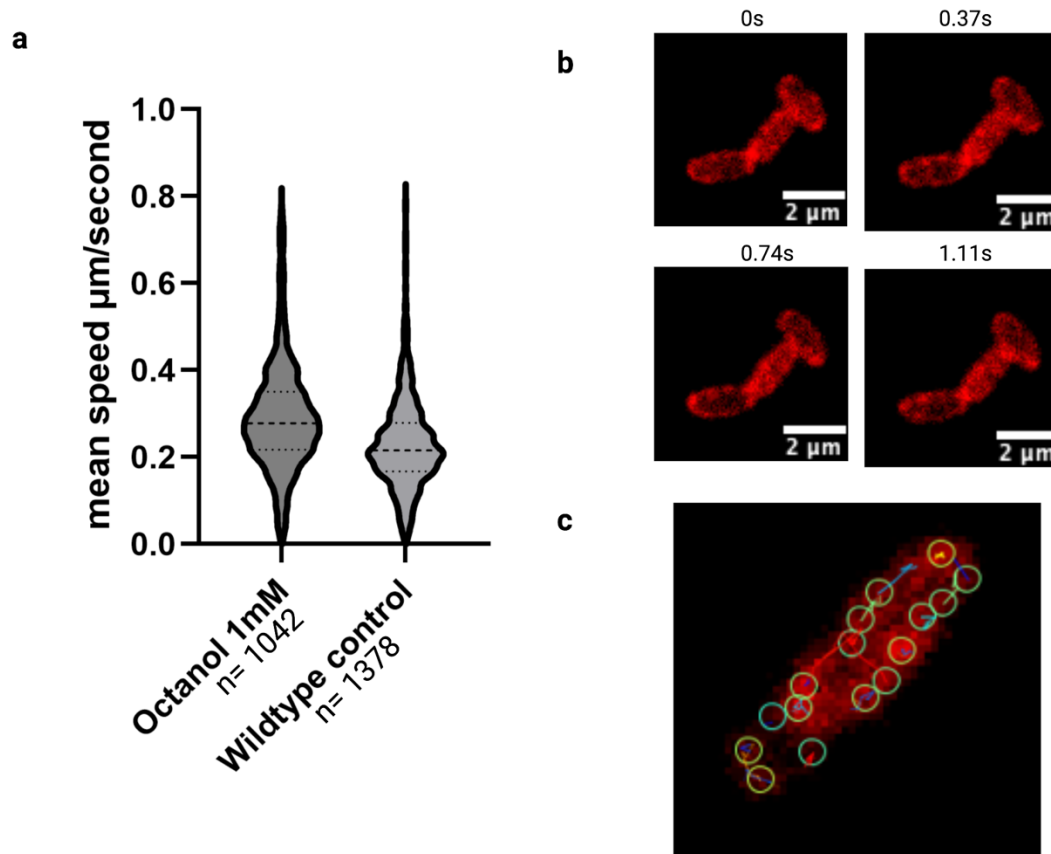 a
mean speed µm/second
1.0
0.8
0.6
0.4
0.2
0.0
Octanol 1mM
n= 1042
Wildtype control
n= 1378
b
0s
0.37s
2 µm
2 µm
0.74s
1.11s
2 µm
2 µm
c